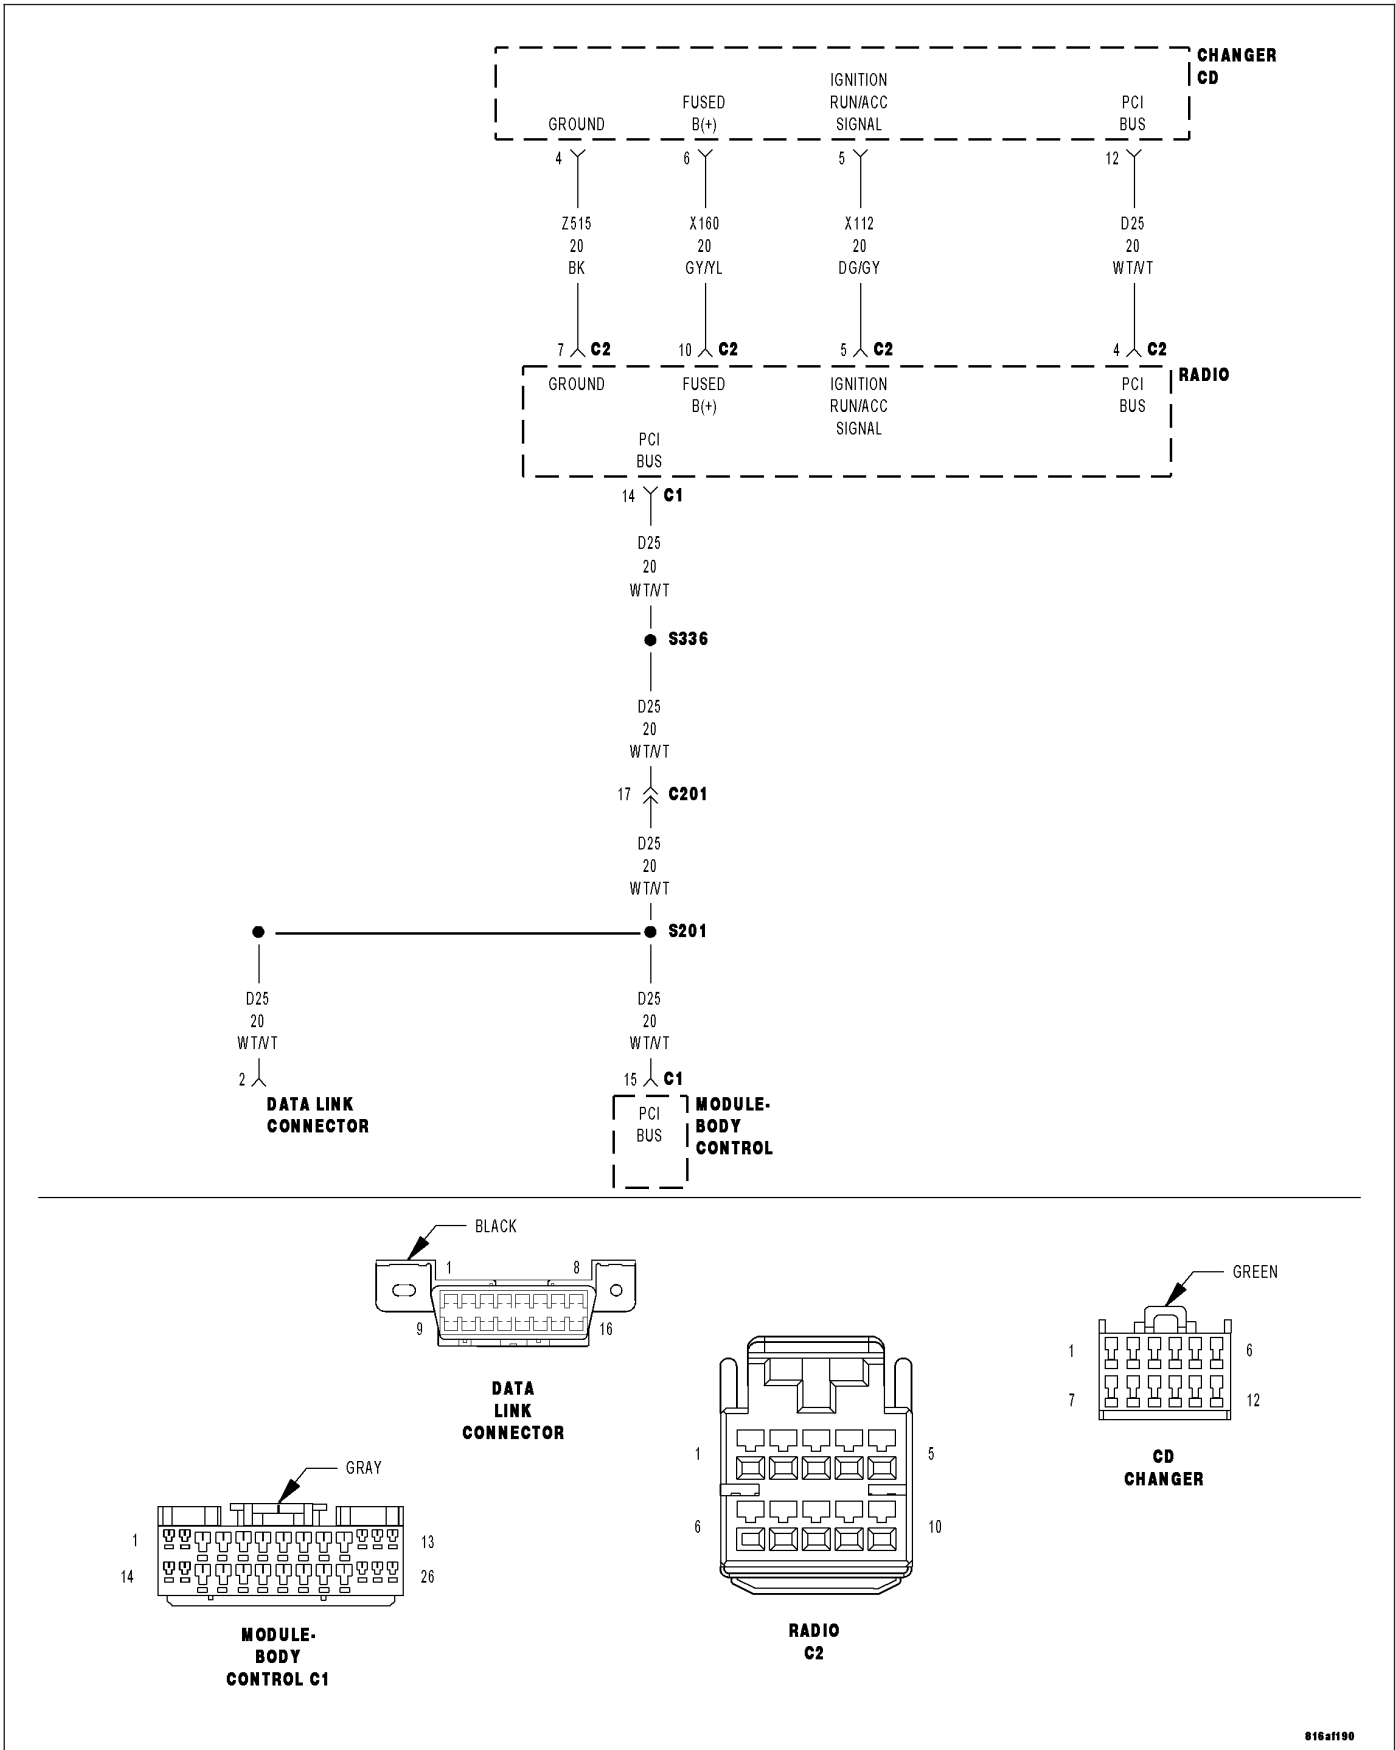 CHANGER
CD
IGNITION
FUSED RUN/ACC PCI
GROUND B(+) SIGNAL BUS
4 6 5 12
Z515 X160 X112 D25
20 20 20 20
BK GY/YL DG/GY WT/VT
7 C2 10 C2 5 C2 4 C2
RADIO
GROUND FUSED IGNITION PCI
B(+) RUN/ACC BUS
SIGNAL
PCI
BUS
14 C1
D25
20
WT/VT
S336
D25
20
WT/VT
17 C201
D25
20
WT/VT
S201
D25 D25
20 20
WT/VT WT/VT
2 15 C1
DATA LINK
CONNECTOR
PCI
BUS
MODULE-
BODY
CONTROL
BLACK
1 8
9 16
DATA
LINK
CONNECTOR
GREEN
1 6
7 12
CD
CHANGER
GRAY
1 13
14 26
MODULE-
BODY
CONTROL C1
1 5
6 10
RADIO
C2
816af190